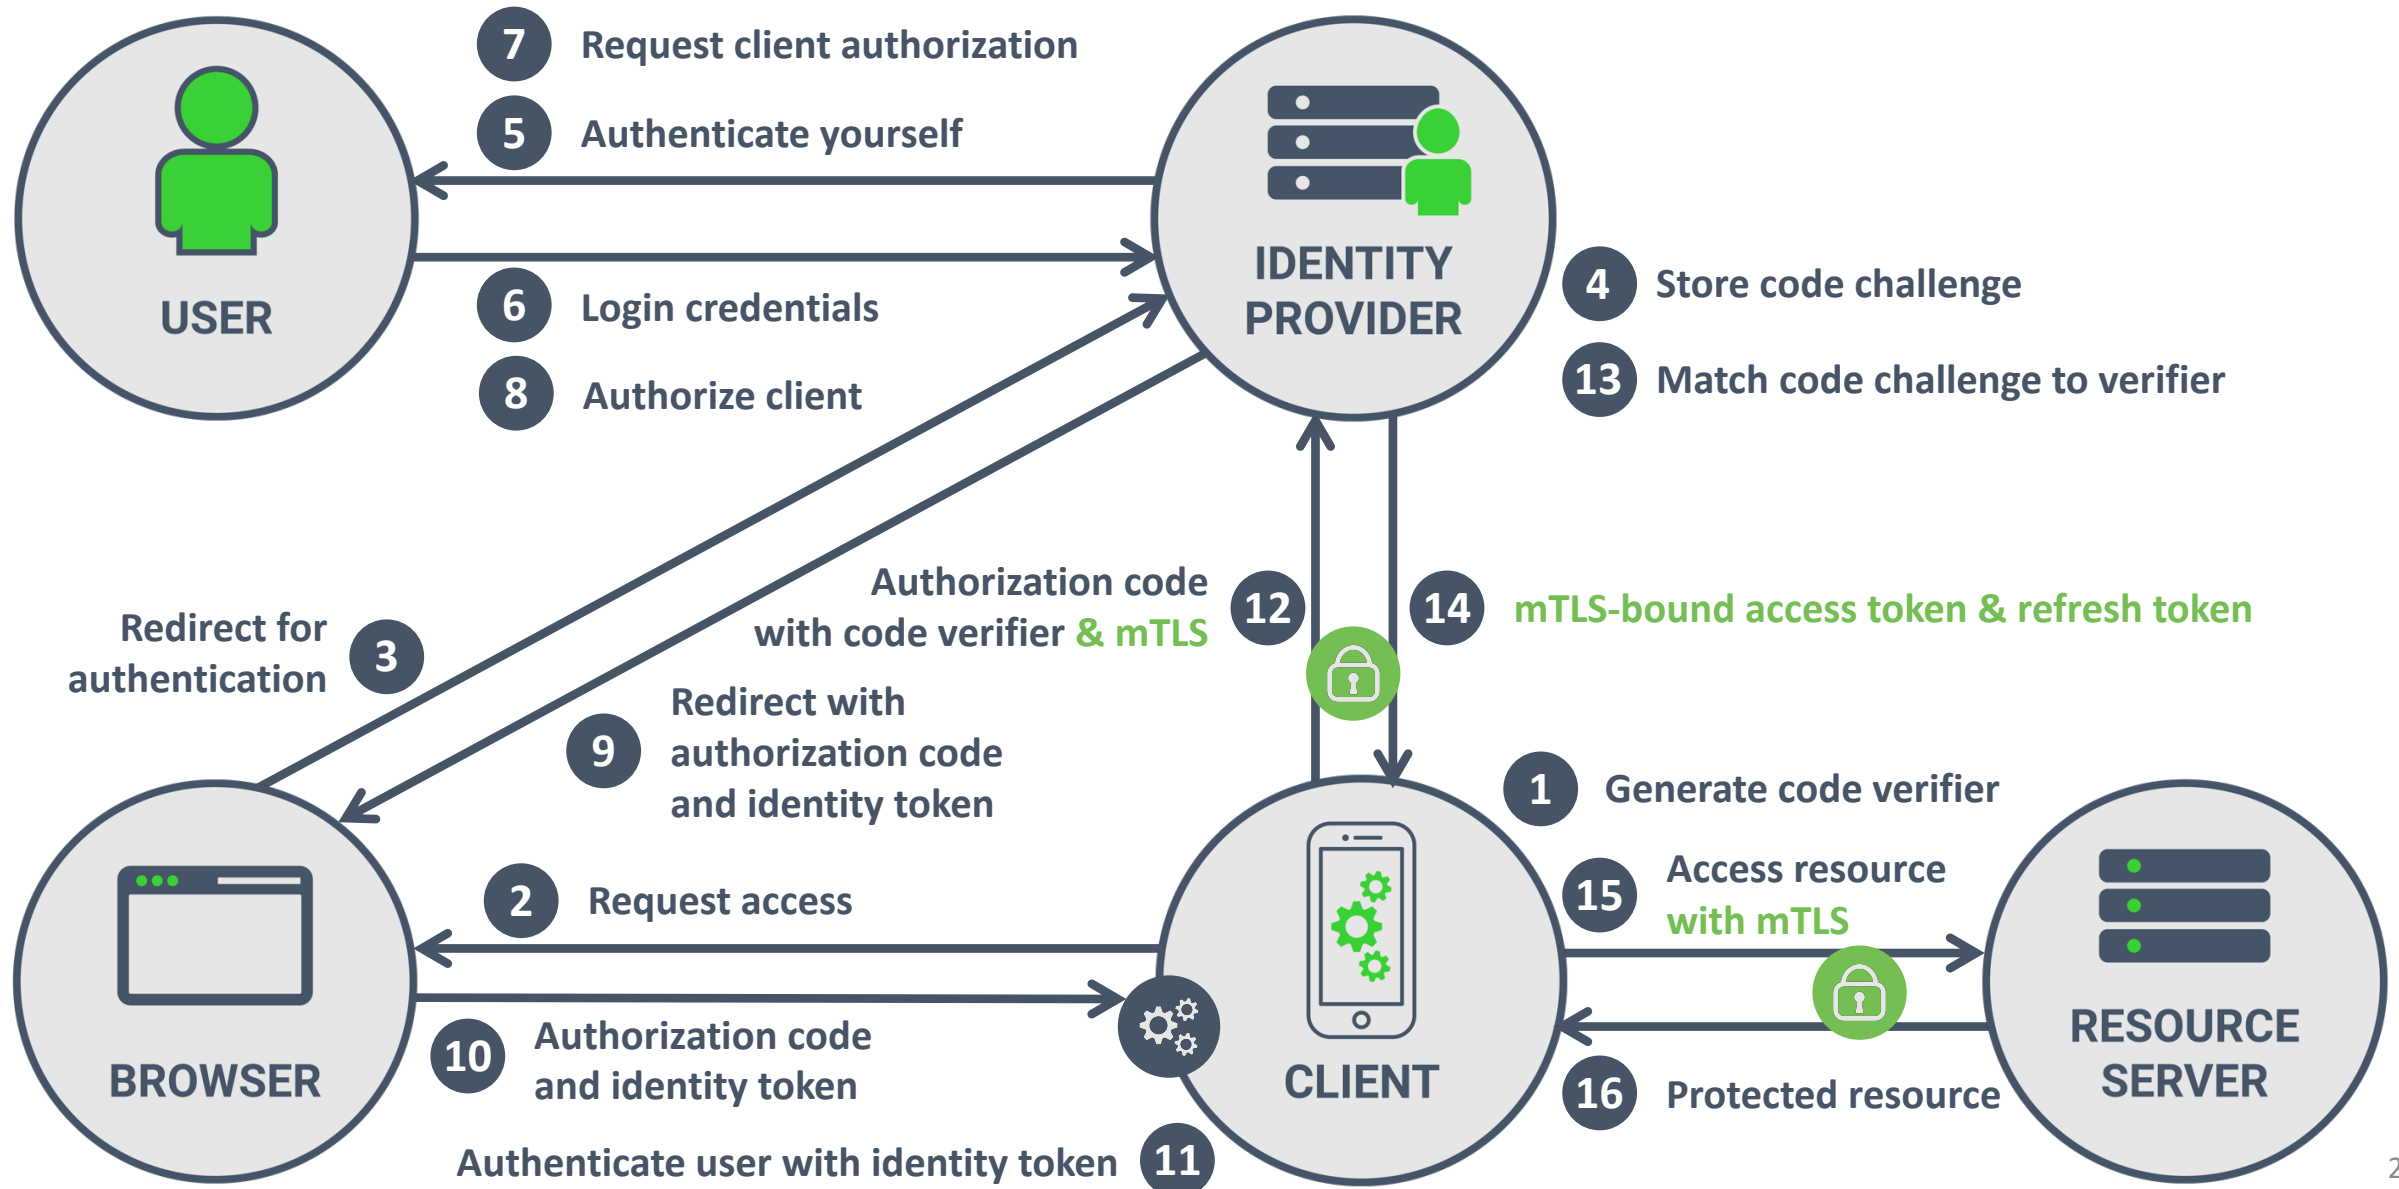 7 Request client authorization
5 Authenticate yourself
USER
6 Login credentials
8 Authorize client
IDENTITY
PROVIDER
4 Store code challenge
13 Match code challenge to verifier
Redirect for
authentication
3
Authorization code
with code verifier & mTLS
12
14 mTLS-bound access token & refresh token
9
Redirect with
authorization code
and identity token
1 Generate code verifier
2 Request access
15
Access resource
with mTLS
BROWSER
10
Authorization code
and identity token
CLIENT
16 Protected resource
RESOURCE
SERVER
Authenticate user with identity token 11
2